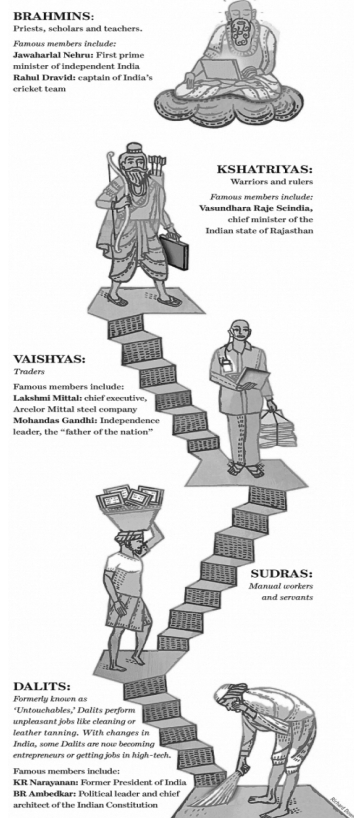 BRAHMINS:
Priests, scholars and teachers.
Famous members include:
Jawaharlal Nehru: First prime
minister of independent India
Rahul Dravid: captain of India's
cricket team
KSHATRIYAS:
Warriors and rulers
Famous members include:
Vasundhara Raje Scindia,
chief minister of the
Indian state of Rajasthan
VAISHYAS:
Traders
Famous members include:
Lakshmi Mittal: chief executive,
Arcelor Mittal steel company
Mohandas Gandhi: Independence
leader, the “father of the nation”
SUDRAS:
Manual workers
and servants
DALITS:
Formerly known as
‘Untouchables,’ Dalits perform
unpleasant jobs like cleaning or
leather tanning. With changes in
India, some Dalits are now becoming
entrepreneurs or getting jobs in high-tech.
Famous members include:
KR Narayanan: Former President of India
BR Ambedkar: Political leader and chief
architect of the Indian Constitution